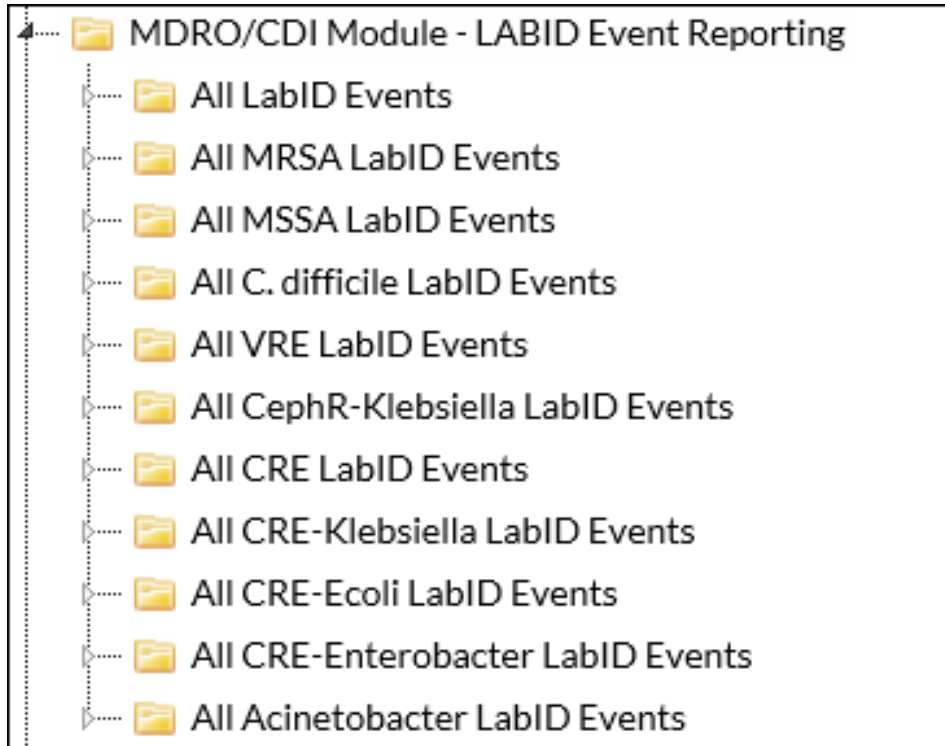 MDRO/CDI Module - LABID Event Reporting
All LabID Events
All MRSA LabID Events
All MSSA LabID Events
All C. difficile LabID Events
All VRE LabID Events
All CephR-Klebsiella LabID Events
All CRE LabID Events
All CRE-Klebsiella LabID Events
All CRE-Ecoli LabID Events
All CRE-Enterobacter LabID Events
All Acinetobacter LabID Events